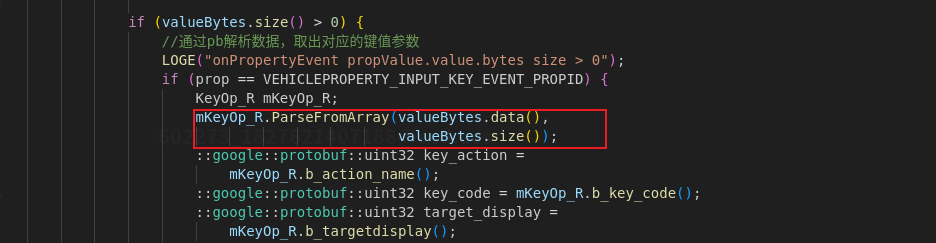 if (valueBytes.size() > 0) {
//通过pb解析数据，取出对应的键值参数
LOGE("onPropertyEvent propValue.value.bytes size > 0");
if (prop == VEHICLEPROPERTY_INPUT_KEY_EVENT_PROPID) {
KeyOp_R mKeyOp_R;
mKeyOp_R.ParseFromArray(valueBytes.data(),
valueBytes.size());
::google::protobuf::uint32 key_action =
mKeyOp_R.b_action_name();
::google::protobuf::uint32 key_code = mKeyOp_R.b_key_code();
::google::protobuf::uint32 target_display =
mKeyOp_R.b_targetdisplay();